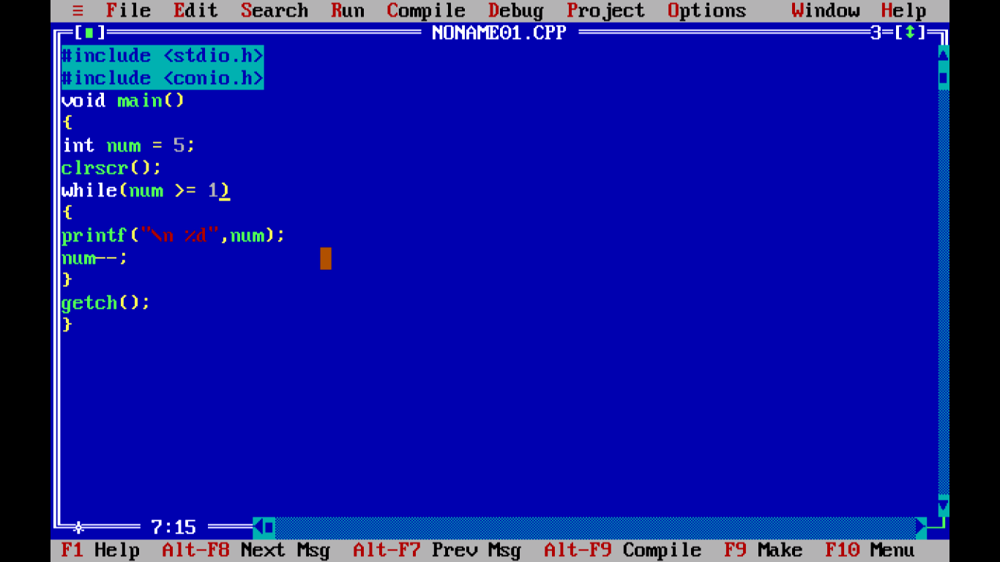 ≡ File Edit Search Run Compile Debug Project Options Window Help
[■] NONAME01.CPP 3=[↕]
#include <stdio.h>
#include <conio.h>
void main()
{
int num = 5;
clrscr();
while(num >= 1)
{
printf("\n %d",num);
num--;
}
getch();
}
7:15
F1 Help Alt-F8 Next Msg Alt-F7 Prev Msg Alt-F9 Compile F9 Make F10 Menu